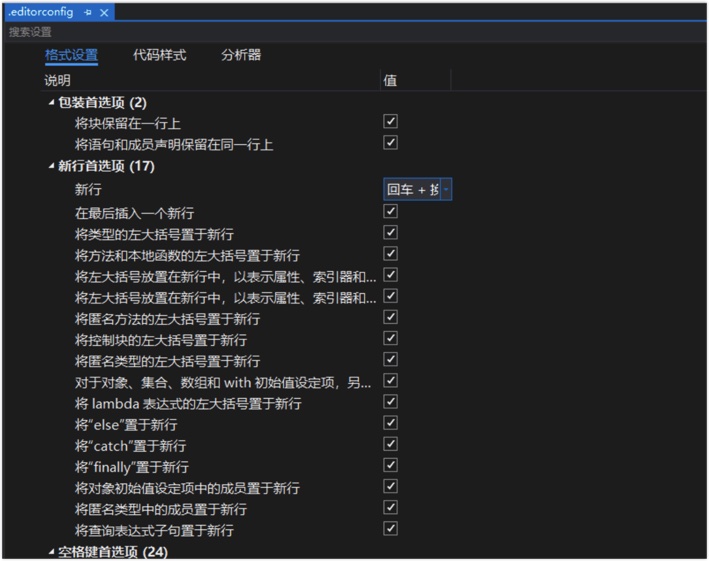 .editorconfig
搜索设置
格式设置 代码样式 分析器
说明 值
包装首选项 (2)
将块保留在一行上
将语句和成员声明保留在同一行上
新行首选项 (17)
新行 回车 + 换
在最后插入一个新行
将类型的左大括号置于新行
将方法和本地函数的左大括号置于新行
将左大括号放置在新行中，以表示属性、索引器和...
将左大括号放置在新行中，以表示属性、索引器和...
将匿名方法的左大括号置于新行
将控制块的左大括号置于新行
将匿名类型的左大括号置于新行
对于对象、集合、数组和 with 初始值设定项，另...
将 lambda 表达式的左大括号置于新行
将“else”置于新行
将“catch”置于新行
将“finally”置于新行
将对象初始值设定项中的成员置于新行
将匿名类型中的成员置于新行
将查询表达式子句置于新行
空格键首选项 (24)